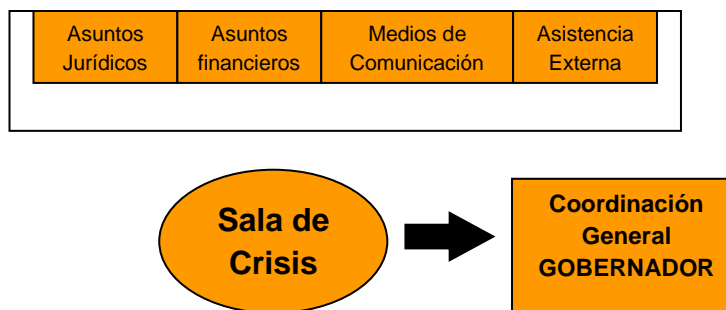 Asuntos
Jurídicos
Asuntos
financieros
Medios de
Comunicación
Asistencia
Externa
Sala de
Crisis
Coordinación
General
GOBERNADOR